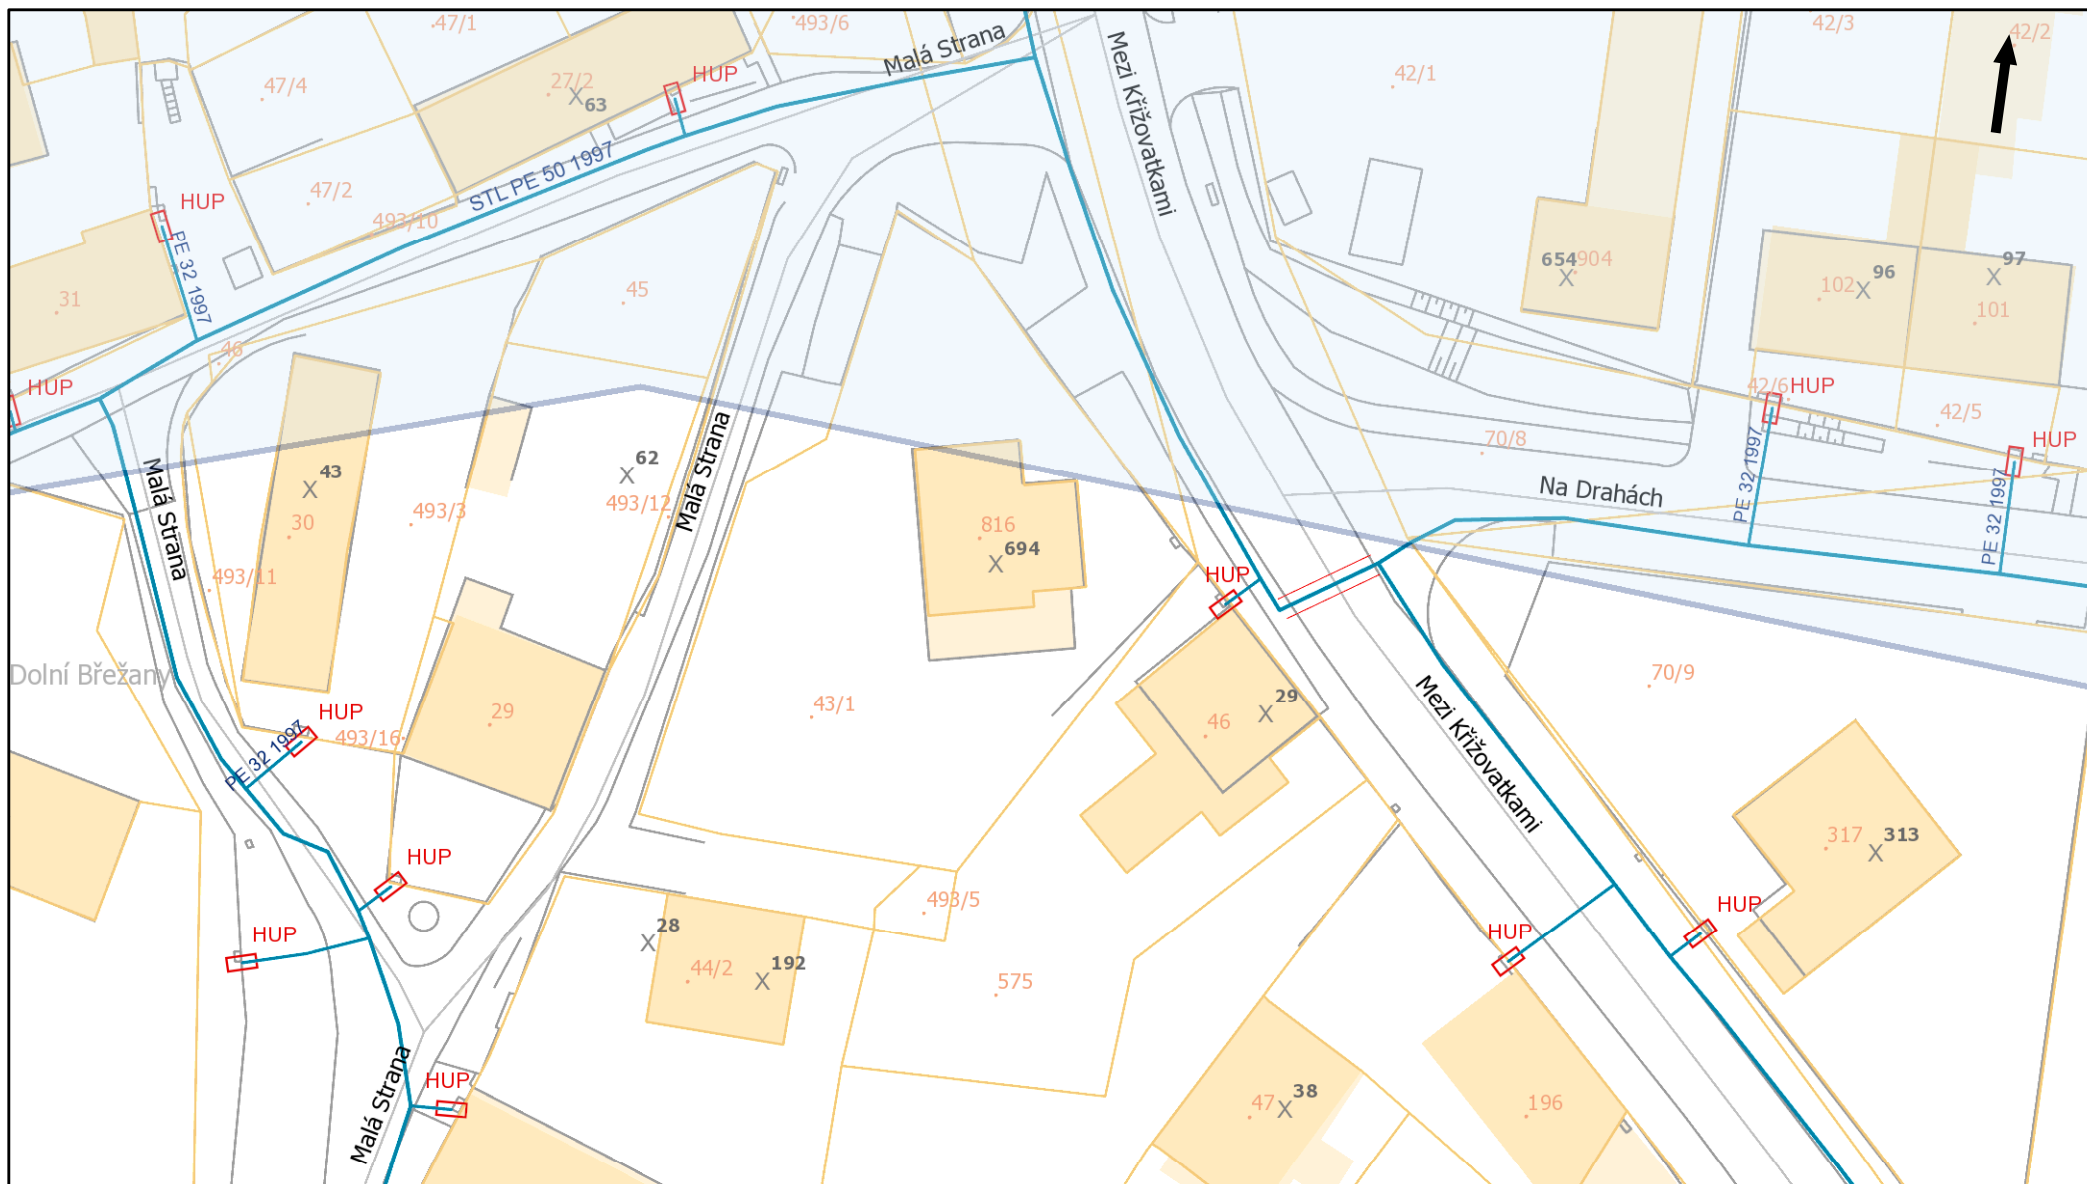 47/1
493/6
42/3
42/2
Malá Strana
Mezi Křižovatkami
HUP
27/2
63
47/4
42/1
STL PE 50 1997
47/2
HUP
493/10
PE 32 1997
31
45
654
904
102
96
97
101
46
HUP
42/6
HUP
42/5
HUP
70/8
PE 32 1997
PE 32 1997
Na Drahách
Malá Strana
43
30
493/3
62
493/12
Malá Strana
816
694
493/11
HUP
Dolní Břežany
70/9
HUP
493/16
PE 32 1997
29
43/1
46
29
Mezi Křižovatkami
317
313
HUP
HUP
28
44/2
192
493/5
575
HUP
HUP
HUP
Malá Strana
47
38
196